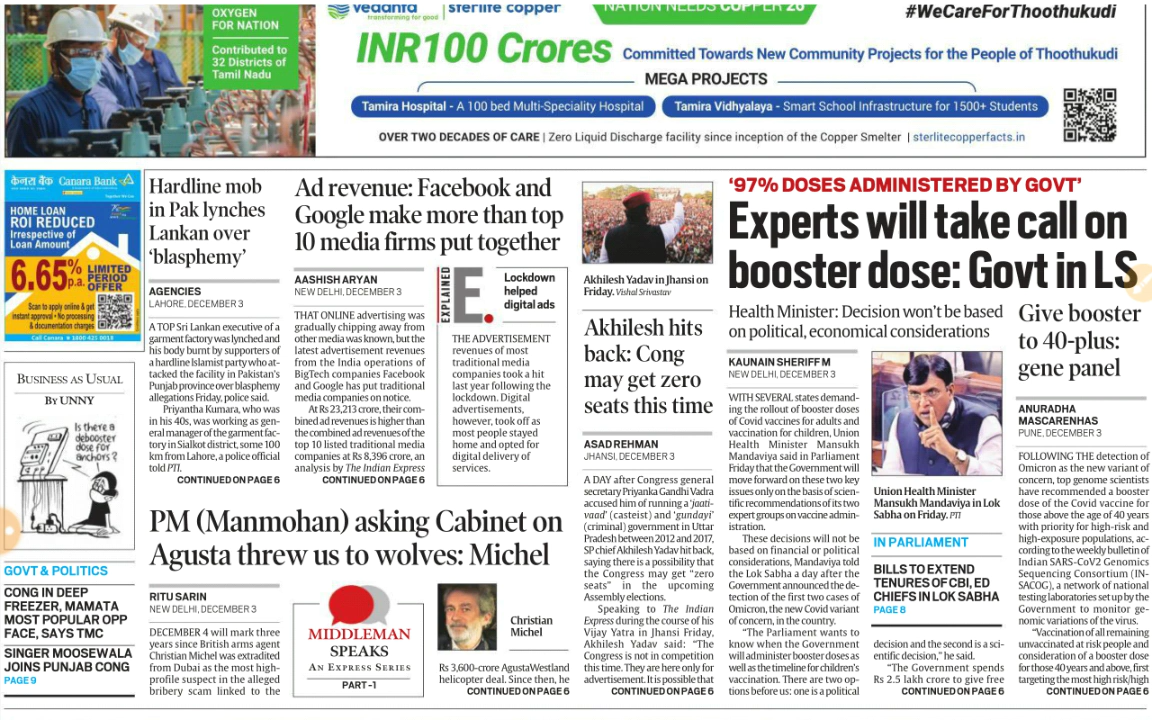 OXYGEN
FOR NATION
Contributed to
32 Districts of
Tamil Nadu
vedanta
transforming for good
sterlite copper
NATION NEEDS COPPER
#WeCareForThoothukudi
INR100 Crores Committed Towards New Community Projects for the People of Thoothukudi
MEGA PROJECTS
Tamira Hospital - A 100 bed Multi-Speciality Hospital
Tamira Vidhyalaya - Smart School Infrastructure for 1500+ Students
OVER TWO DECADES OF CARE | Zero Liquid Discharge facility since inception of the Copper Smelter | sterlitecopperfacts.in
केनरा बैंक Canara Bank
HOME LOAN
ROI REDUCED
Irrespective of
Loan Amount
6.65% p.a.
LIMITED
PERIOD
OFFER
Scan to apply online & get
instant approval • No processing
& documentation charges
Call Canara 1800 425 0018
BUSINESS AS USUAL
BY UNNY
Is there a
debooster
dose for
anchors?
GOVT & POLITICS
CONG IN DEEP
FREEZER, MAMATA
MOST POPULAR OPP
FACE, SAYS TMC
SINGER MOOSEWALA
JOINS PUNJAB CONG
PAGE 9
Hardline mob
in Pak lynches
Lankan over
‘blasphemy’
AGENCIES
LAHORE, DECEMBER 3
A TOP Sri Lankan executive of a
garment factory was lynched and
his body burnt by supporters of
a hardline Islamist party who at-
tacked the facility in Pakistan's
Punjab province over blasphemy
allegations Friday, police said.
Priyantha Kumara, who was
in his 40s, was working as gen-
eral manager of the garment fac-
tory in Sialkot district, some 100
km from Lahore, a police official
told PTI.
CONTINUED ON PAGE 6
Ad revenue: Facebook and
Google make more than top
10 media firms put together
AASHISH ARYAN
NEW DELHI, DECEMBER 3
THAT ONLINE advertising was
gradually chipping away from
other media was known, but the
latest advertisement revenues
from the India operations of
BigTech companies Facebook
and Google has put traditional
media companies on notice.
At Rs 23,213 crore, their com-
bined ad revenues is higher than
the combined ad revenues of the
top 10 listed traditional media
companies at Rs 8,396 crore, an
analysis by The Indian Express
CONTINUED ON PAGE 6
EXPLAINED
E.
Lockdown
helped
digital ads
THE ADVERTISEMENT
revenues of most
traditional media
companies took a hit
last year following the
lockdown. Digital
advertisements,
however, took off as
most people stayed
home and opted for
digital delivery of
services.
PM (Manmohan) asking Cabinet on
Agusta threw us to wolves: Michel
RITU SARIN
NEW DELHI, DECEMBER 3
DECEMBER 4 will mark three
years since British arms agent
Christian Michel was extradited
from Dubai as the most high-
profile suspect in the alleged
bribery scam linked to the
MIDDLEMAN
SPEAKS
AN EXPRESS SERIES
PART -1
Christian
Michel
Rs 3,600-crore AgustaWestland
helicopter deal. Since then, he
CONTINUED ON PAGE 6
Akhilesh Yadav in Jhansi on
Friday. Vishal Srivastav
Akhilesh hits
back: Cong
may get zero
seats this time
ASAD REHMAN
JHANSI, DECEMBER 3
A DAY after Congress general
secretary Priyanka Gandhi Vadra
accused him of running a ‘jaati-
vaad’ (casteist) and ‘gundayi’
(criminal) government in Uttar
Pradesh between 2012 and 2017,
SP chief Akhilesh Yadav hit back,
saying there is a possibility that
the Congress may get “zero
seats” in the upcoming
Assembly elections.
Speaking to The Indian
Express during the course of his
Vijay Yatra in Jhansi Friday,
Akhilesh Yadav said: “The
Congress is not in competition
this time. They are here only for
advertisement. It is possible that
CONTINUED ON PAGE 6
‘97% DOSES ADMINISTERED BY GOVT’
Experts will take call on
booster dose: Govt in LS
Health Minister: Decision won't be based
on political, economical considerations
KAUNAIN SHERIFF M
NEW DELHI, DECEMBER 3
WITH SEVERAL states demand-
ing the rollout of booster doses
of Covid vaccines for adults and
vaccination for children, Union
Health Minister Mansukh
Mandaviya said in Parliament
Friday that the Government will
move forward on these two key
issues only on the basis of scien-
tific recommendations of its two
expert groups on vaccine admin-
istration.
These decisions will not be
based on financial or political
considerations, Mandaviya told
the Lok Sabha a day after the
Government announced the de-
tection of the first two cases of
Omicron, the new Covid variant
of concern, in the country.
“The Parliament wants to
know when the Government
will administer booster doses as
well as the timeline for children's
vaccination. There are two op-
tions before us: one is a political
Union Health Minister
Mansukh Mandaviya in Lok
Sabha on Friday. PTI
IN PARLIAMENT
BILLS TO EXTEND
TENURES OF CBI, ED
CHIEFS IN LOK SABHA
PAGE 8
decision and the second is a sci-
entific decision,” he said.
“The Government spends
Rs 2.5 lakh crore to give free
CONTINUED ON PAGE 6
Give booster
to 40-plus:
gene panel
ANURADHA
MASCARENHAS
PUNE, DECEMBER 3
FOLLOWING THE detection of
Omicron as the new variant of
concern, top genome scientists
have recommended a booster
dose of the Covid vaccine for
those above the age of 40 years
with priority for high-risk and
high-exposure populations, ac-
cording to the weekly bulletin of
Indian SARS-CoV2 Genomics
Sequencing Consortium (IN-
SACOG), a network of national
testing laboratories set up by the
Government to monitor ge-
nomic variations of the virus.
“Vaccination of all remaining
unvaccinated at risk people and
consideration of a booster dose
for those 40 years and above, first
targeting the most high risk/high
CONTINUED ON PAGE 6